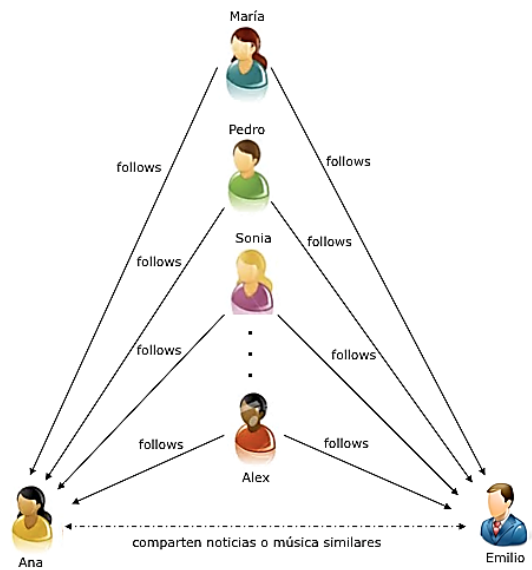 María
Pedro
follows
follows
Sonia
follows
follows
follows
follows
follows
follows
Alex
comparten noticias o música similares
Ana
Emilio